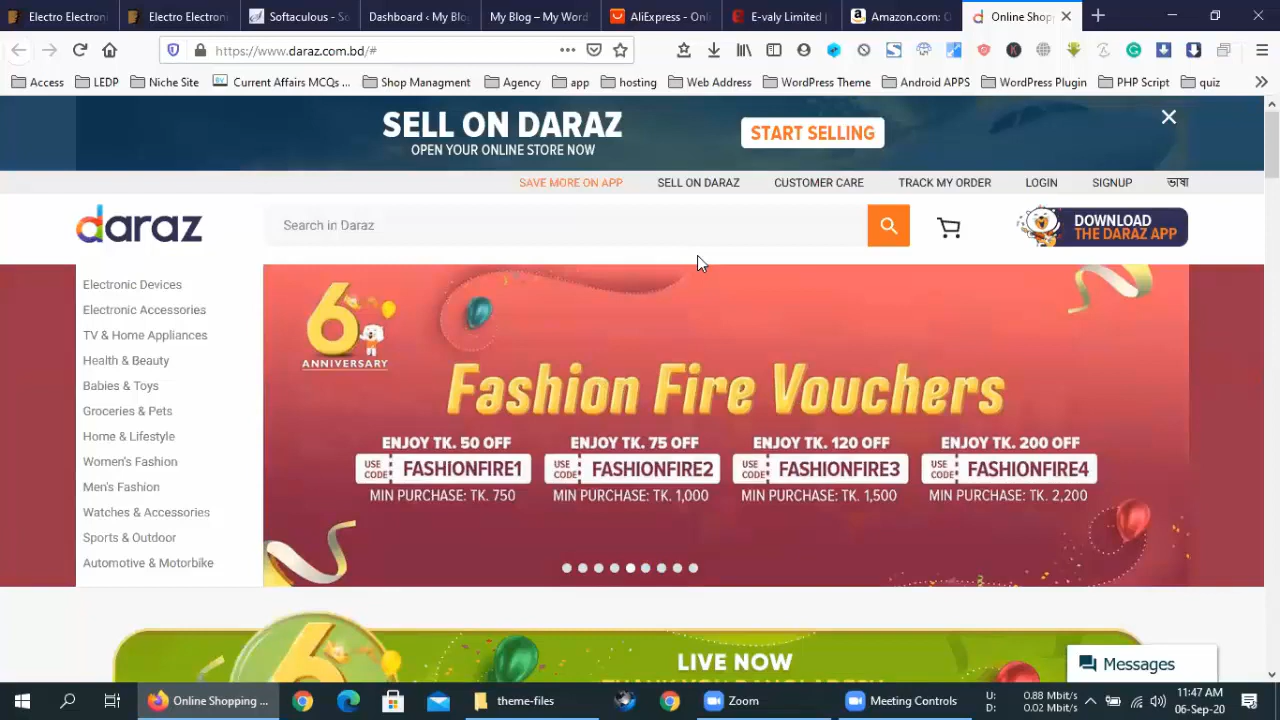 Electro Electroni
Electro Electroni
Softaculous - So
Dashboard ‹ My Blo
My Blog – My Word
AliExpress - Onl
E-valy Limited |
Amazon.com: O
Online Shop
https://www.daraz.com.bd/#
Access
LEDP
Niche Site
Current Affairs MCQs ...
Shop Managment
Agency
app
hosting
Web Address
WordPress Theme
Android APPS
WordPress Plugin
PHP Script
quiz
SELL ON DARAZ
OPEN YOUR ONLINE STORE NOW
START SELLING
SAVE MORE ON APP
SELL ON DARAZ
CUSTOMER CARE
TRACK MY ORDER
LOGIN
SIGNUP
ভাষা
daraz
Search in Daraz
DOWNLOAD
THE DARAZ APP
Electronic Devices
Electronic Accessories
TV & Home Appliances
Health & Beauty
Babies & Toys
Groceries & Pets
Home & Lifestyle
Women's Fashion
Men's Fashion
Watches & Accessories
Sports & Outdoor
Automotive & Motorbike
6
ANNIVERSARY
Fashion Fire Vouchers
ENJOY TK. 50 OFF
USE CODE FASHIONFIRE1
MIN PURCHASE: TK. 750
ENJOY TK. 75 OFF
USE CODE FASHIONFIRE2
MIN PURCHASE: TK. 1,000
ENJOY TK. 120 OFF
USE CODE FASHIONFIRE3
MIN PURCHASE: TK. 1,500
ENJOY TK. 200 OFF
USE CODE FASHIONFIRE4
MIN PURCHASE: TK. 2,200
6
LIVE NOW
Messages
Online Shopping ...
theme-files
Zoom
Meeting Controls
U: 0.88 Mbit/s
D: 0.02 Mbit/s
11:47 AM
06-Sep-20